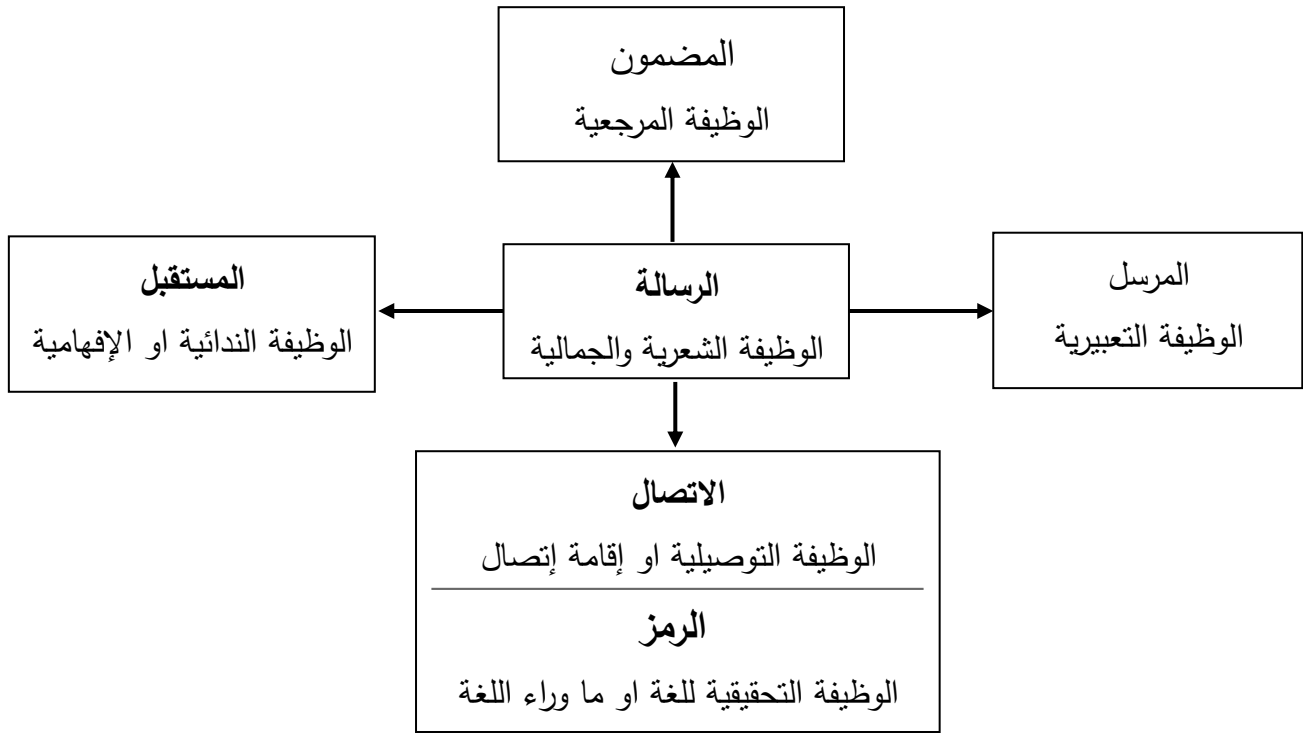 المضمون
الوظيفة المرجعية
المرسل
الوظيفة التعبيرية
الرسالة
الوظيفة الشعرية والجمالية
المستقبل
الوظيفة الندائية او الإفهامية
الاتصال
الوظيفة التوصيلية او إقامة إتصال
الرمز
الوظيفة التحقيقية للغة او ما وراء اللغة